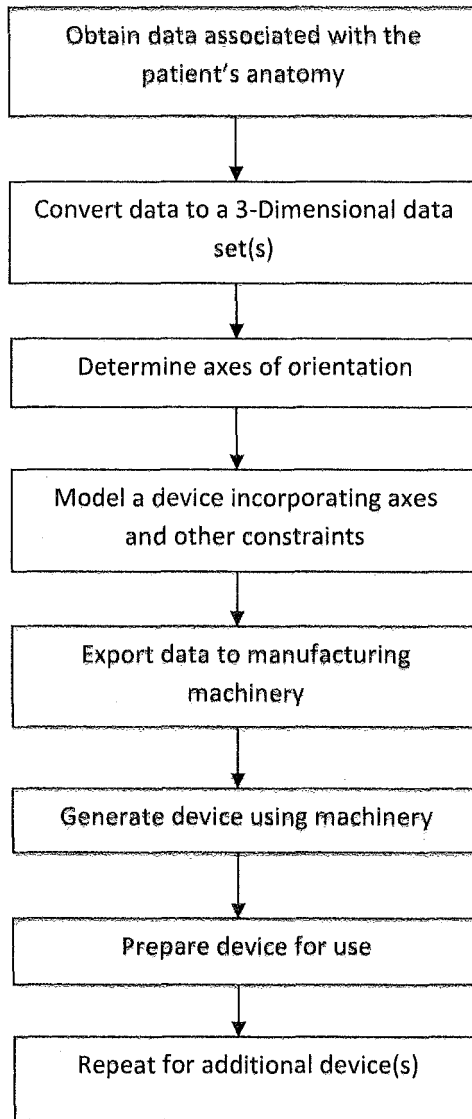 Obtain data associated with the
patient's anatomy
Convert data to a 3-Dimensional data
set(s)
Determine axes of orientation
Model a device incorporating axes
and other constraints
Export data to manufacturing
machinery
Generate device using machinery
Prepare device for use
Repeat for additional device(s)